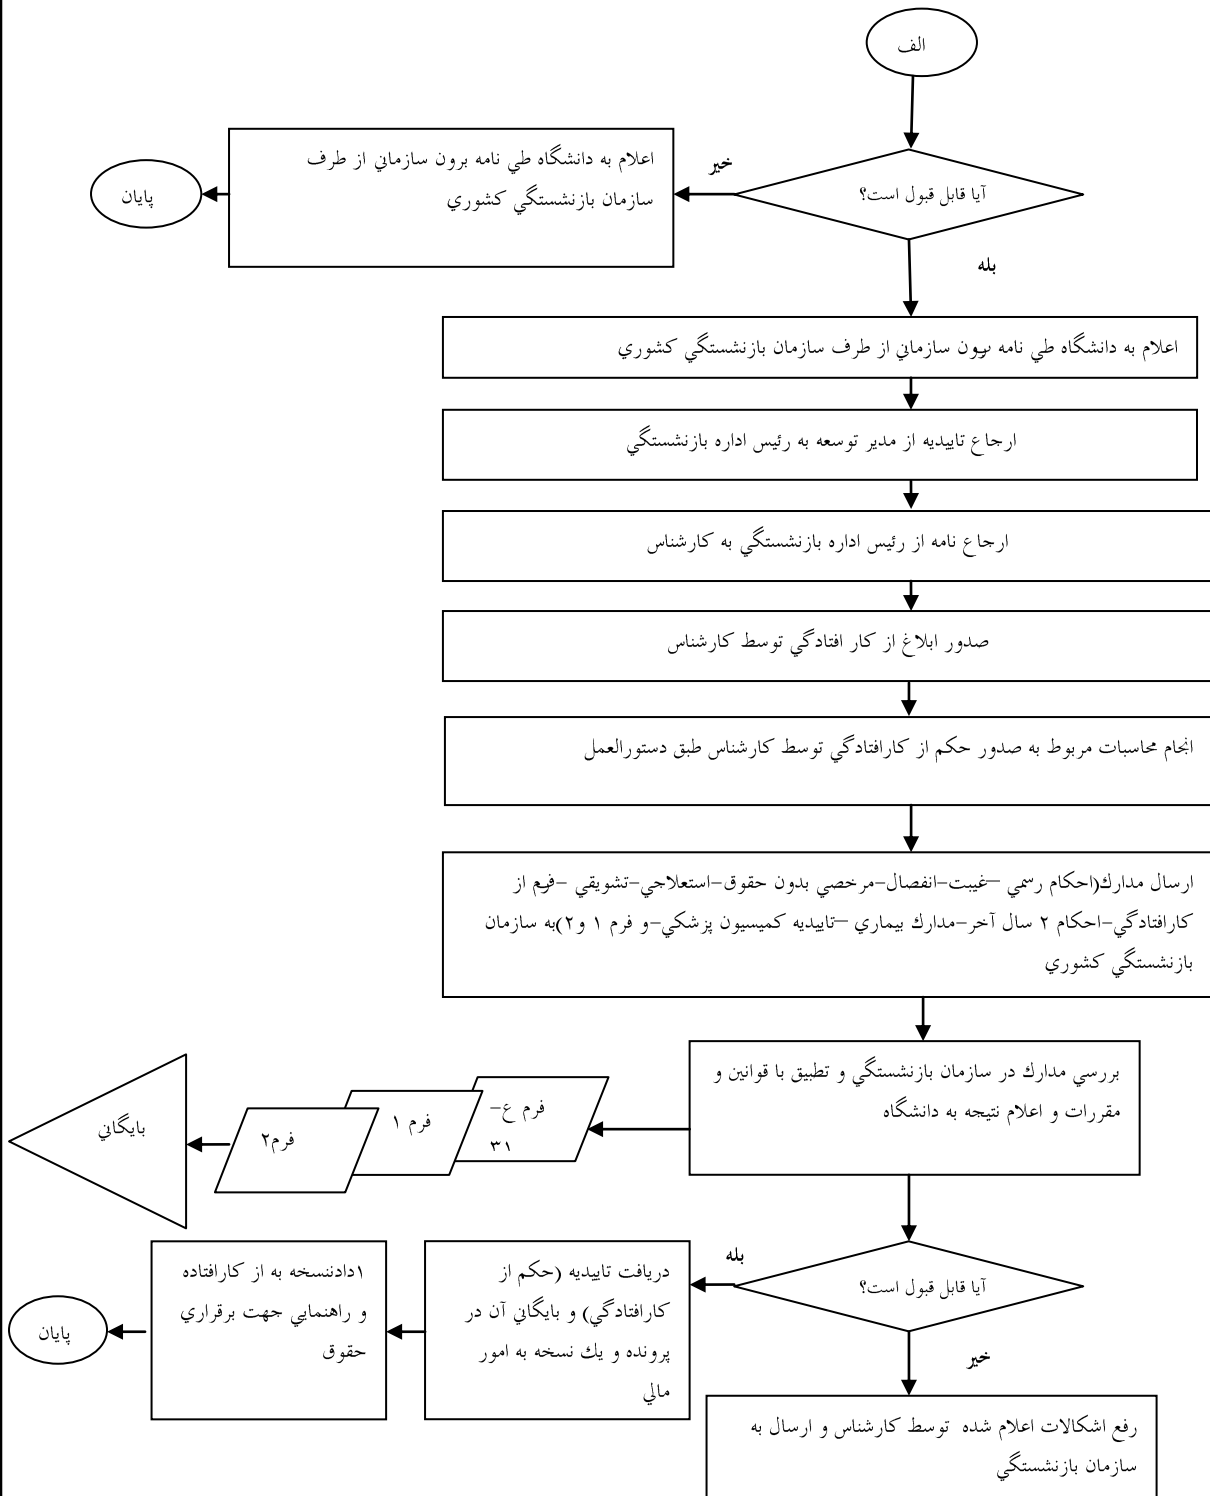 الف
آيا قابل قبول است؟
خير
اعلام به دانشگاه طي نامه برون سازماني از طرف
سازمان بازنشستگي كشوري
پايان
بله
اعلام به دانشگاه طي نامه برون سازماني از طرف سازمان بازنشستگي كشوري
ارجاع تاييديه از مدير توسعه به رئيس اداره بازنشستگي
ارجاع نامه از رئيس اداره بازنشستگي به كارشناس
صدور ابلاغ از كار افتادگي توسط كارشناس
انجام محاسبات مربوط به صدور حكم از كارافتادگي توسط كارشناس طبق دستورالعمل
ارسال مدارك(احكام رسمي –غيبت-انفصال-مرخصي بدون حقوق-استعلاجي-تشويقي -فرم از
كارافتادگي-احكام ۲ سال آخر-مدارك بيماري –تاييديه كميسيون پزشكي-و فرم ۱ و۲)به سازمان
بازنشستگي كشوري
بررسي مدارك در سازمان بازنشستگي و تطبيق با قوانين و
مقررات و اعلام نتيجه به دانشگاه
فرم ع-
۳۱
فرم ۱
فرم۲
بايگاني
آيا قابل قبول است؟
بله
دريافت تاييديه (حكم از
كارافتادگي) و بايگاني آن در
پرونده و يك نسخه به امور
مالي
۱دادننسخه به از كارافتاده
و راهنمايي جهت برقراري
حقوق
پايان
خير
رفع اشكالات اعلام شده توسط كارشناس و ارسال به
سازمان بازنشستگي